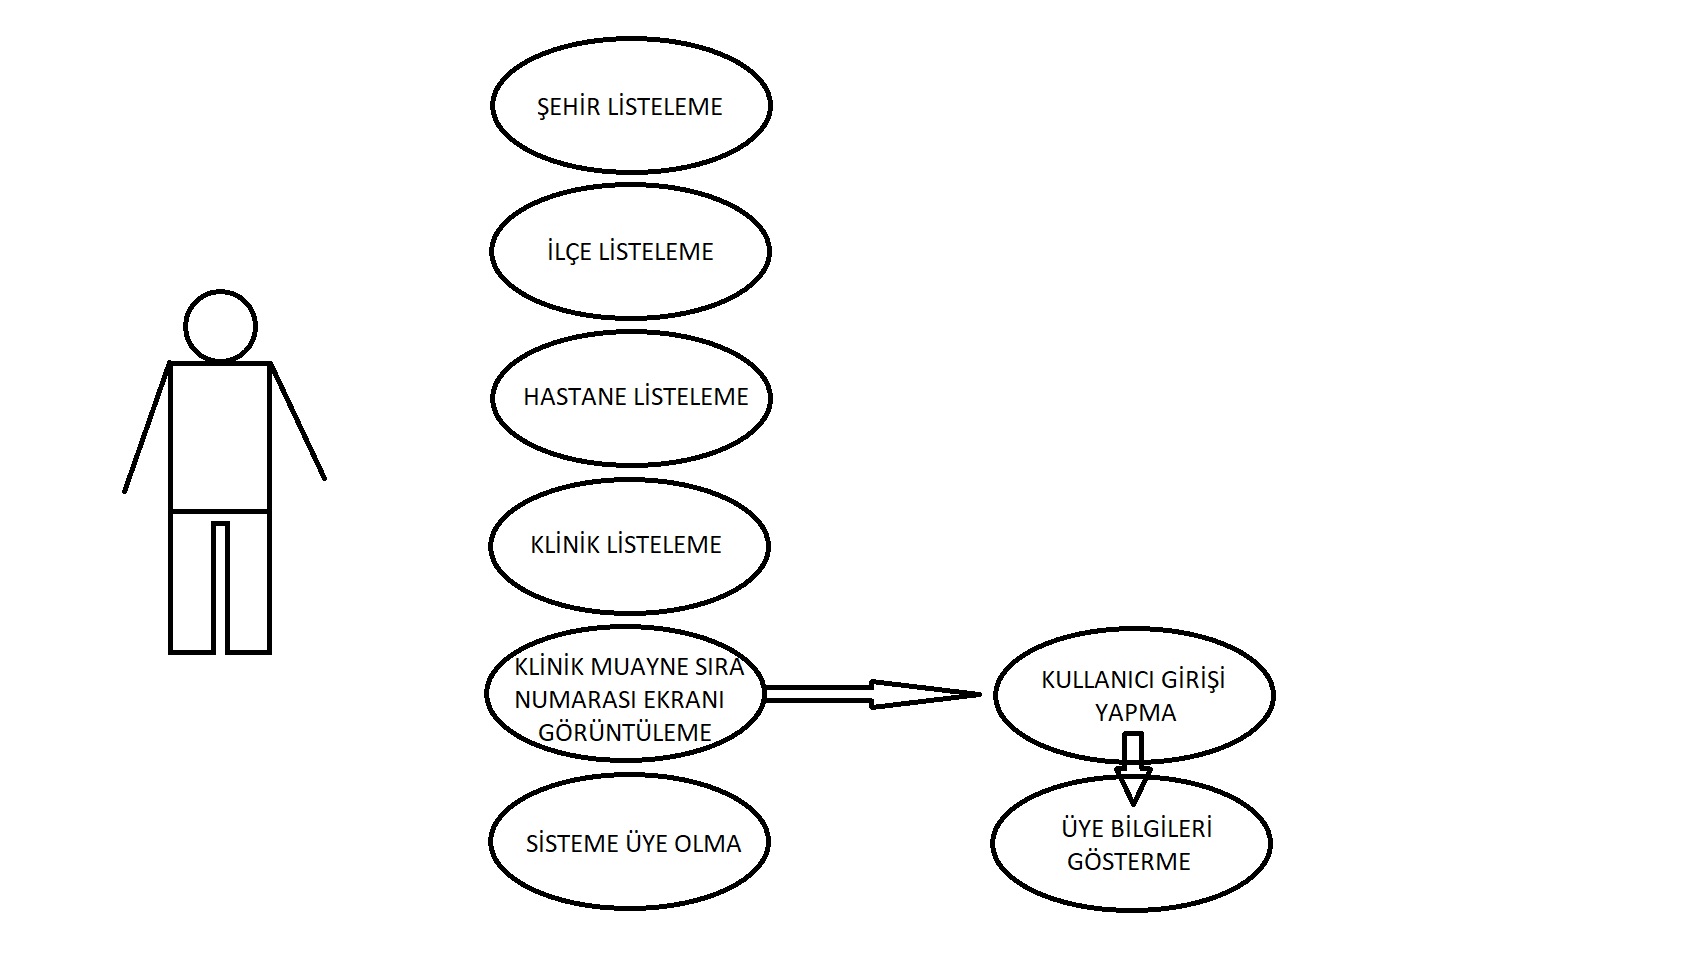 ŞEHİR LİSTELEME
İLÇE LİSTELEME
HASTANE LİSTELEME
KLİNİK LİSTELEME
KLİNİK MUAYNE SIRA
NUMARASI EKRANI
GÖRÜNTÜLEME
KULLANICI GİRİŞİ
YAPMA
SİSTEME ÜYE OLMA
ÜYE BİLGİLERİ
GÖSTERME